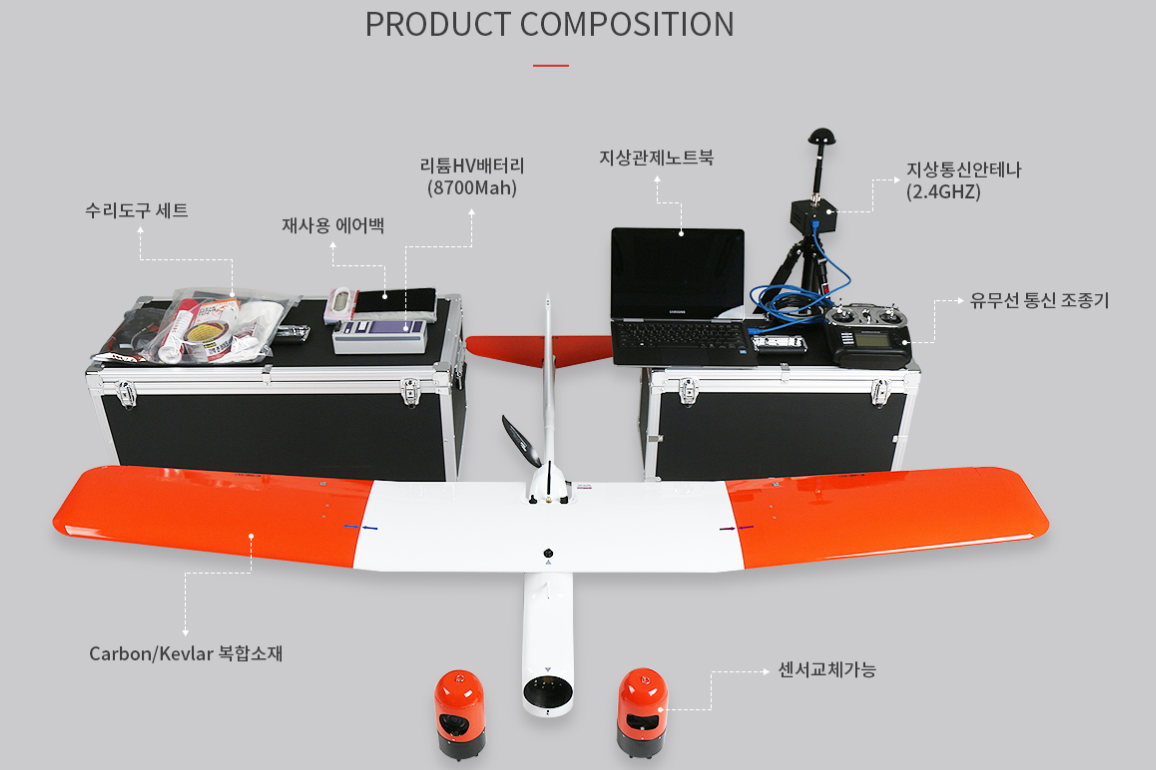 PRODUCT COMPOSITION
리튬HV배터리
(8700Mah)
지상관제노트북
지상통신안테나
(2.4GHZ)
수리도구 세트
재사용 에어백
유무선 통신 조종기
SAMSUNG
Carbon/Kevlar 복합소재
센서교체가능